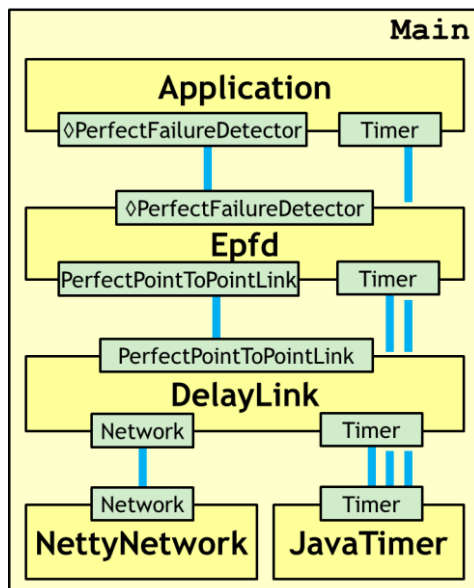 Main
Application
◊PerfectFailureDetector Timer
◊PerfectFailureDetector
Epfd
PerfectPointToPointLink Timer
PerfectPointToPointLink
DelayLink
Network Timer
Network Timer
NettyNetwork JavaTimer